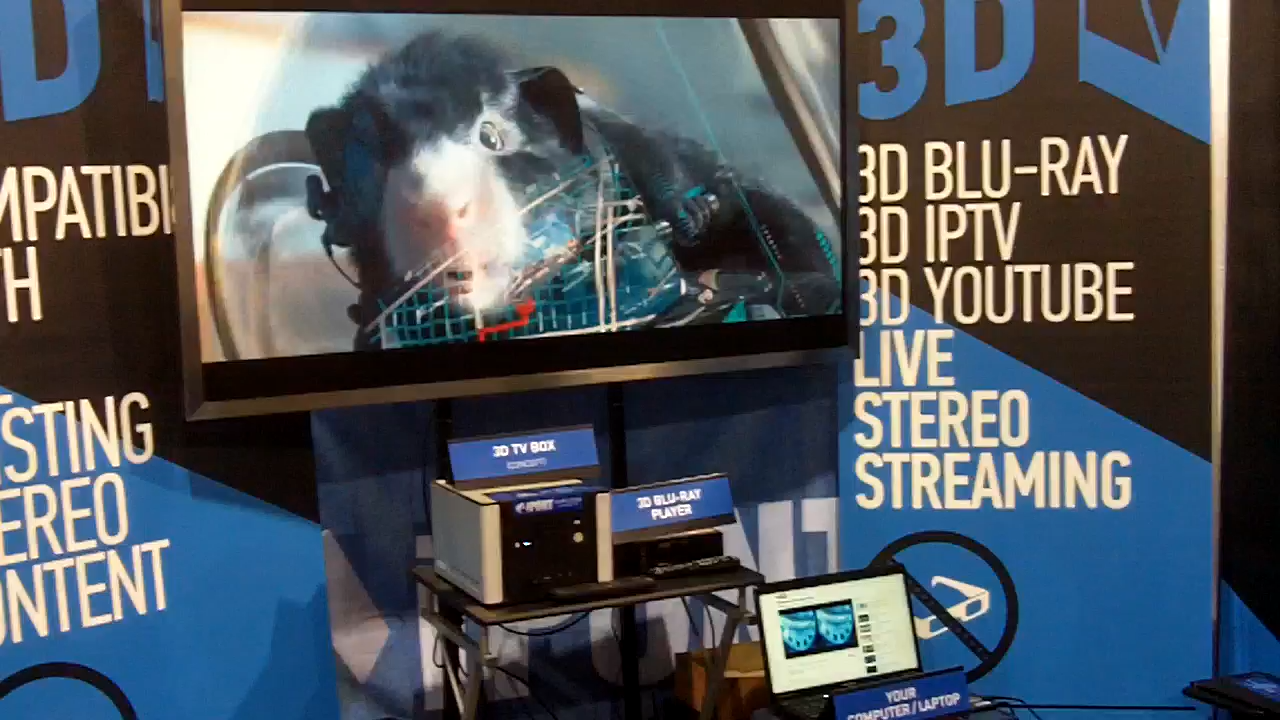 D
3D
MPATIBI
TH
3D BLU-RAY
3D IPTV
3D YOUTUBE
LIVE
STEREO
STREAMING
STING
EREO
ONTENT
3D TV BOX
(CONCEPT)
3D BLU-RAY
PLAYER
YOUR
COMPUTER / LAPTOP